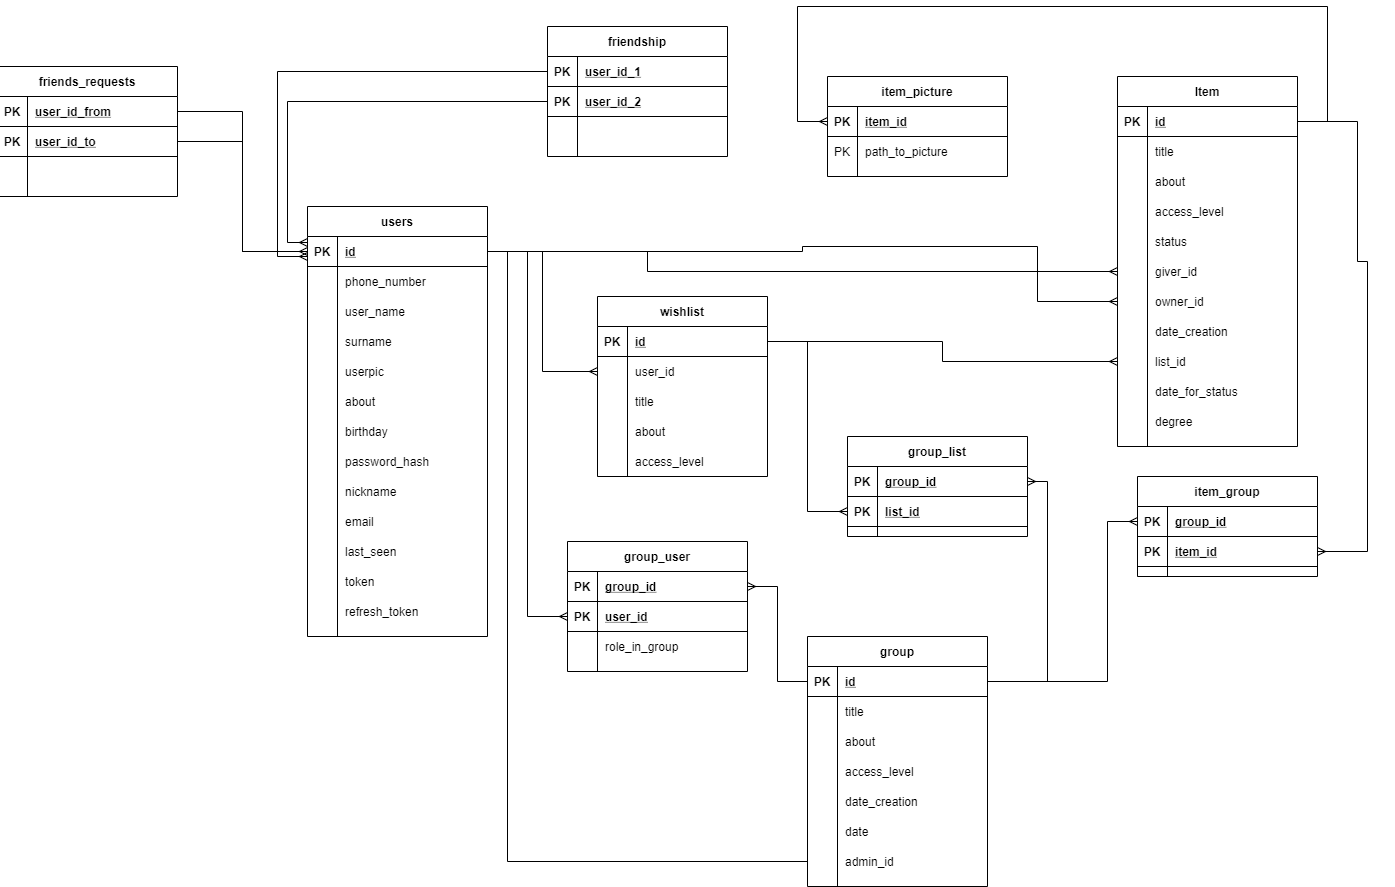 friends_requests
PK user_id_from
PK user_id_to
friendship
PK user_id_1
PK user_id_2
item_picture
PK item_id
PK path_to_picture
Item
PK id
title
about
access_level
status
giver_id
owner_id
date_creation
list_id
date_for_status
degree
users
PK id
phone_number
user_name
surname
userpic
about
birthday
password_hash
nickname
email
last_seen
token
refresh_token
wishlist
PK id
user_id
title
about
access_level
group_list
PK group_id
PK list_id
item_group
PK group_id
PK item_id
group_user
PK group_id
PK user_id
role_in_group
group
PK id
title
about
access_level
date_creation
date
admin_id